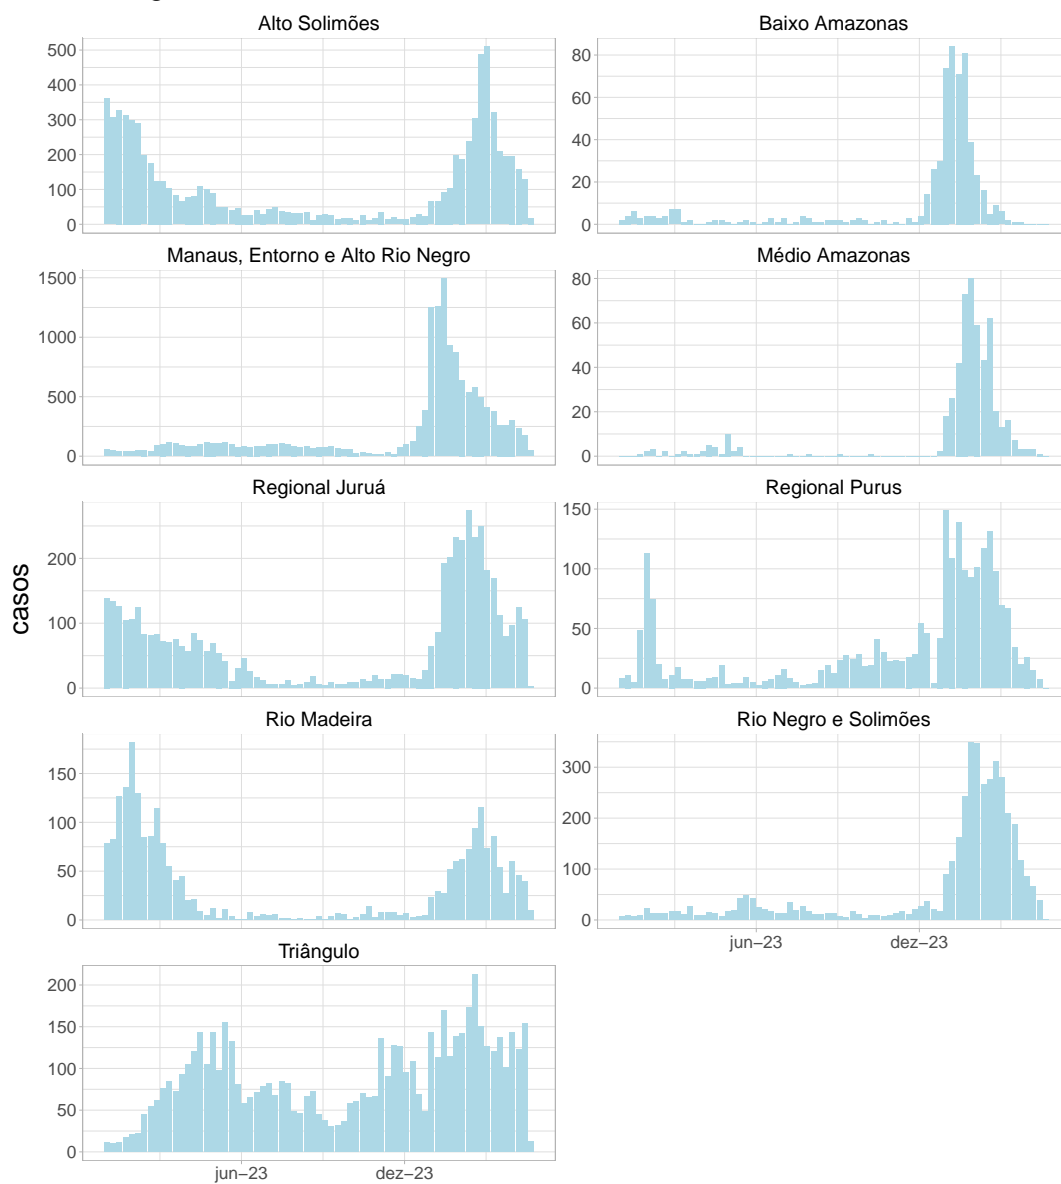 Alto Solimões
Baixo Amazonas
500
400
300
200
100
0
80
60
40
20
0
Manaus, Entorno e Alto Rio Negro
Médio Amazonas
1500
1000
500
0
80
60
40
20
0
Regional Juruá
Regional Purus
200
100
0
150
100
50
0
casos
Rio Madeira
Rio Negro e Solimões
150
100
50
0
300
200
100
0
jun−23
dez−23
Triângulo
200
150
100
50
0
jun−23
dez−23